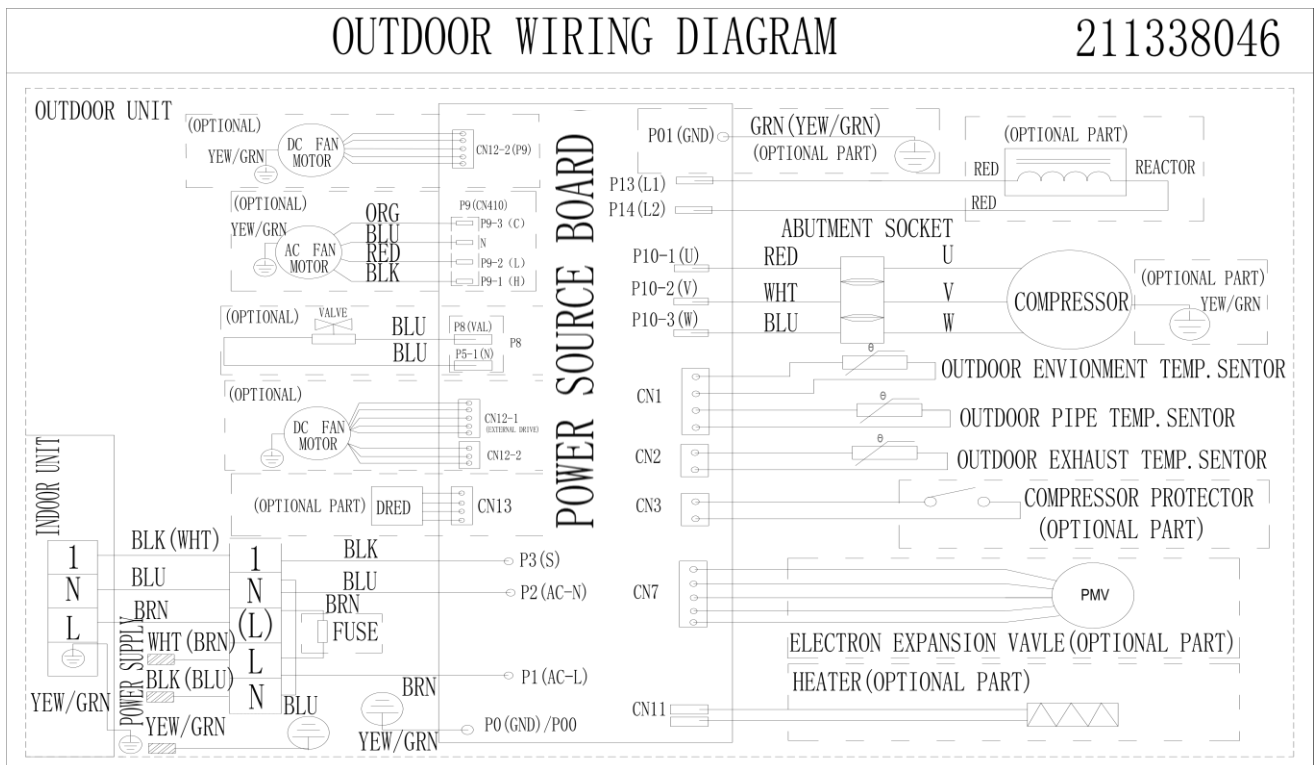 OUTDOOR WIRING DIAGRAM 211338046
OUTDOOR UNIT
(OPTIONAL)
DC FAN
MOTOR
YEW/GRN
CN12-2(P9)
(OPTIONAL)
YEW/GRN
AC FAN
MOTOR
ORG
BLU
RED
BLK
P9(CN410)
P9-3 (C)
N
P9-2 (L)
P9-1 (H)
(OPTIONAL)
VALVE
BLU
BLU
P8(VAL)
P5-1(N)
P8
(OPTIONAL)
DC FAN
MOTOR
CN12-1
(EXTERNAL DRIVE)
CN12-2
(OPTIONAL PART)
DRED
CN13
POWER SOURCE BOARD
INDOOR UNIT
1
N
L
BLK(WHT)
BLU
BRN
WHT(BRN)
BLK(BLU)
YEW/GRN
YEW/GRN
POWER SUPPLY
1
N
(L)
L
N
BLK
BLU
BRN
FUSE
BLU
BRN
YEW/GRN
P3(S)
P2(AC-N)
P1(AC-L)
P0(GND)/P00
P01(GND)
GRN(YEW/GRN)
(OPTIONAL PART)
P13(L1)
P14(L2)
RED
RED
(OPTIONAL PART)
REACTOR
ABUTMENT SOCKET
P10-1(U)
RED
U
P10-2(V)
WHT
V
P10-3(W)
BLU
W
COMPRESSOR
(OPTIONAL PART)
YEW/GRN
CN1
θ
OUTDOOR ENVIONMENT TEMP.SENTOR
θ
OUTDOOR PIPE TEMP.SENTOR
CN2
θ
OUTDOOR EXHAUST TEMP.SENTOR
CN3
COMPRESSOR PROTECTOR
(OPTIONAL PART)
CN7
PMV
ELECTRON EXPANSION VAVLE(OPTIONAL PART)
HEATER(OPTIONAL PART)
CN11